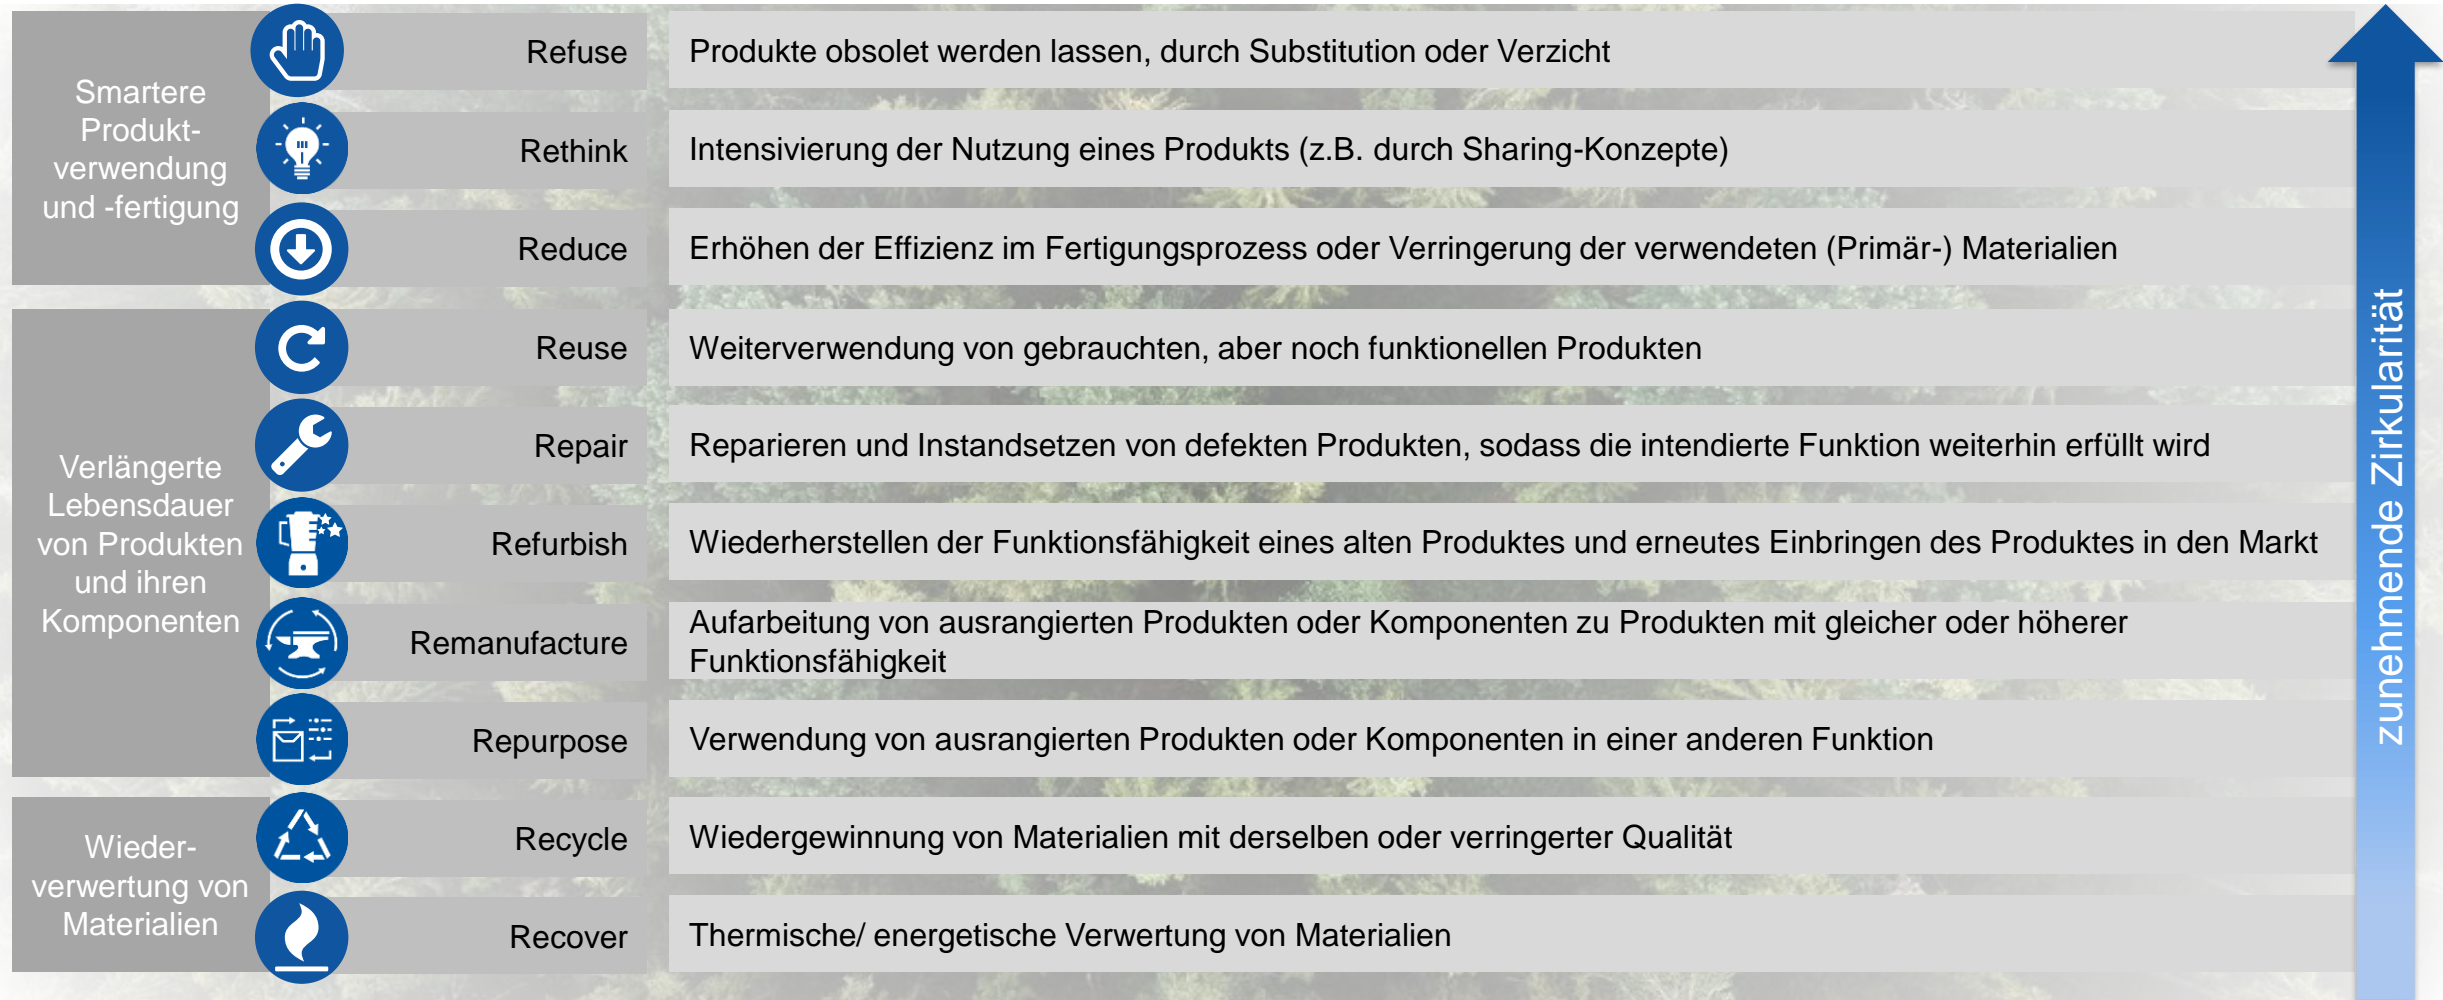 Smartere
Produkt-
verwendung
und -fertigung
Refuse
Produkte obsolet werden lassen, durch Substitution oder Verzicht
Rethink
Intensivierung der Nutzung eines Produkts (z.B. durch Sharing-Konzepte)
Reduce
Erhöhen der Effizienz im Fertigungsprozess oder Verringerung der verwendeten (Primär-) Materialien
Verlängerte
Lebensdauer
von Produkten
und ihren
Komponenten
Reuse
Weiterverwendung von gebrauchten, aber noch funktionellen Produkten
Repair
Reparieren und Instandsetzen von defekten Produkten, sodass die intendierte Funktion weiterhin erfüllt wird
Refurbish
Wiederherstellen der Funktionsfähigkeit eines alten Produktes und erneutes Einbringen des Produktes in den Markt
Remanufacture
Aufarbeitung von ausrangierten Produkten oder Komponenten zu Produkten mit gleicher oder höherer
Funktionsfähigkeit
Repurpose
Verwendung von ausrangierten Produkten oder Komponenten in einer anderen Funktion
Wieder-
verwertung von
Materialien
Recycle
Wiedergewinnung von Materialien mit derselben oder verringerter Qualität
Recover
Thermische/ energetische Verwertung von Materialien
zunehmende Zirkularität